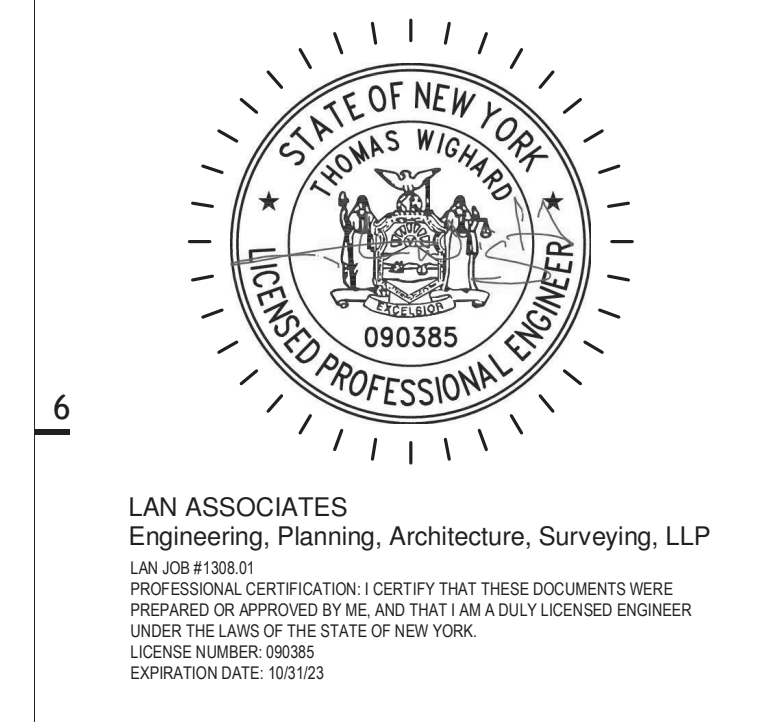 STATE OF NEW YORK
THOMAS WIGHARD
EXCELSIOR
090385
LICENSED PROFESSIONAL ENGINEER
6
LAN ASSOCIATES
Engineering, Planning, Architecture, Surveying, LLP
LAN JOB #1308.01
PROFESSIONAL CERTIFICATION: I CERTIFY THAT THESE DOCUMENTS WERE
PREPARED OR APPROVED BY ME, AND THAT I AM A DULY LICENSED ENGINEER
UNDER THE LAWS OF THE STATE OF NEW YORK.
LICENSE NUMBER: 090385
EXPIRATION DATE: 10/31/23